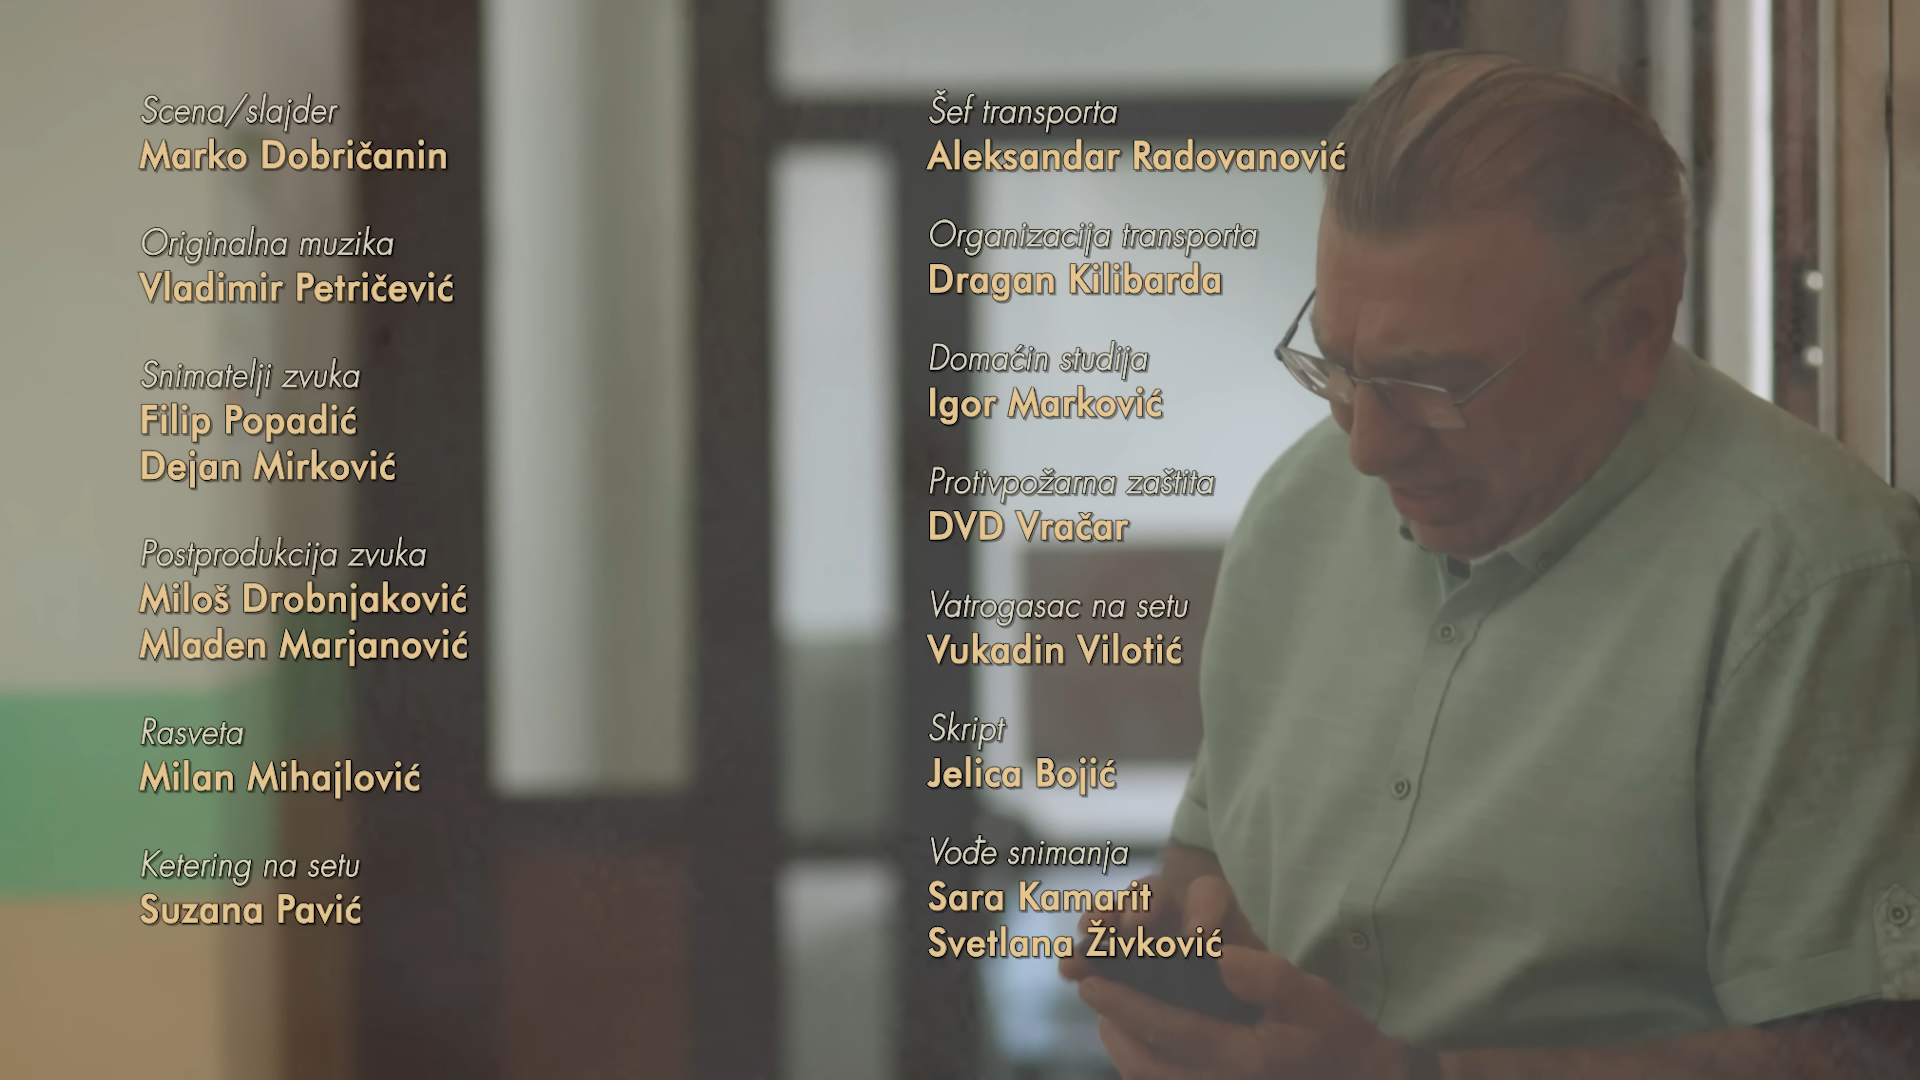 Scena/slajder
Marko Dobričanin
Originalna muzika
Vladimir Petričević
Snimatelji zvuka
Filip Popadić
Dejan Mirković
Postprodukcija zvuka
Miloš Drobnjaković
Mladen Marjanović
Rasveta
Milan Mihajlović
Ketering na setu
Suzana Pavić
Šef transporta
Aleksandar Radovanović
Organizacija transporta
Dragan Kilibarda
Domaćin studija
Igor Marković
Protivpožarna zaštita
DVD Vračar
Vatrogasac na setu
Vukadin Vilotić
Skript
Jelica Bojić
Vođe snimanja
Sara Kamarit
Svetlana Živković